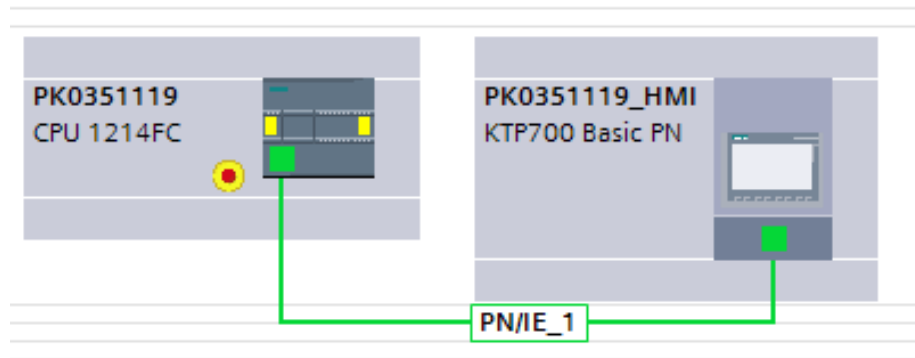 PK0351119
CPU 1214FC
PK0351119_HMI
KTP700 Basic PN
PN/IE_1